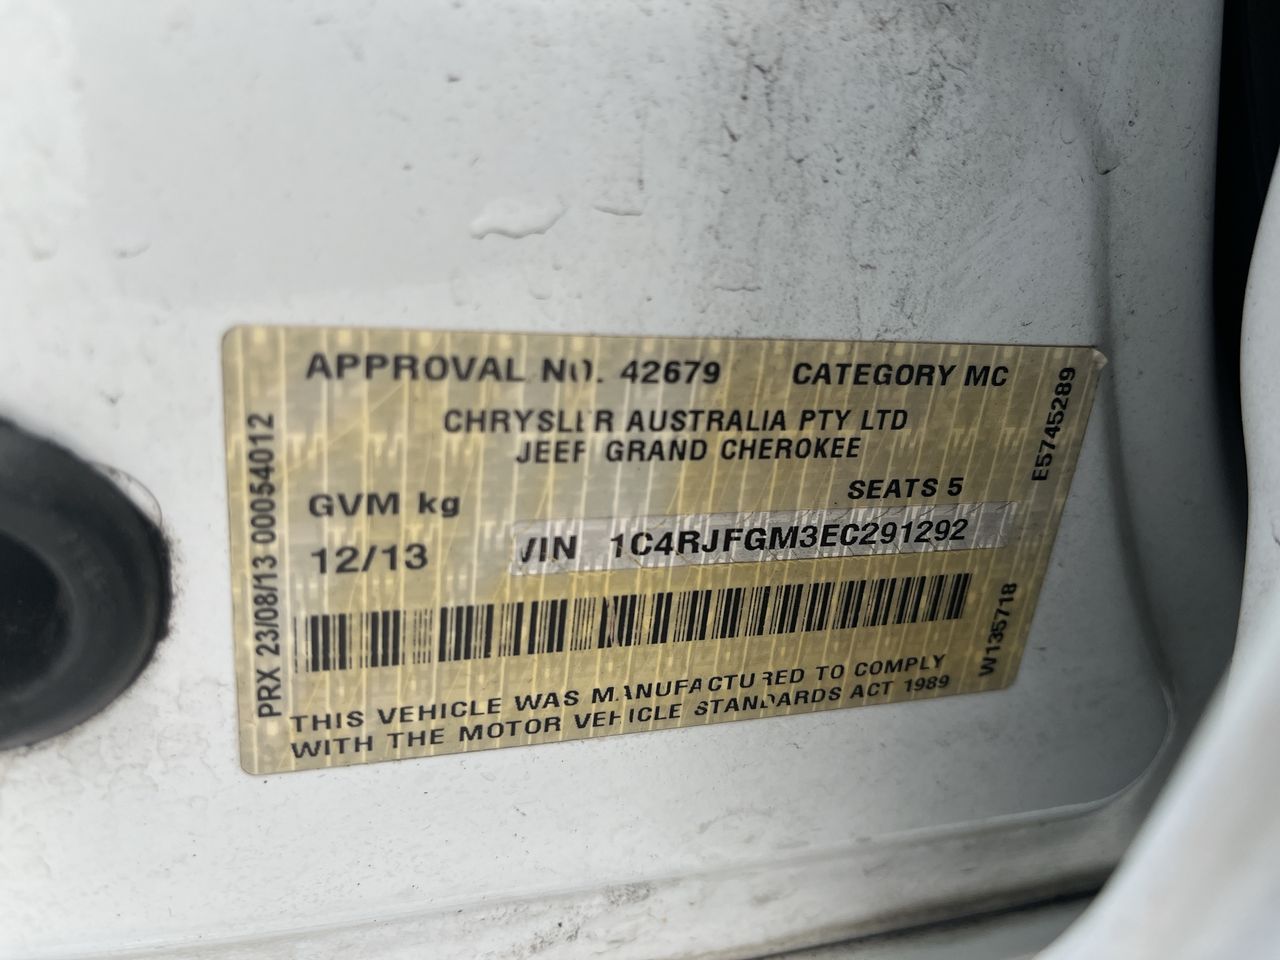 APPROVAL NO. 42679 CATEGORY MC
CHRYSLER AUSTRALIA PTY LTD
JEEP GRAND CHEROKEE
SEATS 5
GVM kg
12/13
VIN 1C4RJFGM3EC291292
THIS VEHICLE WAS MANUFACTURED TO COMPLY
WITH THE MOTOR VEHICLE STANDARDS ACT 1989
PRX 23/08/13 00054012
E5745289
W135718